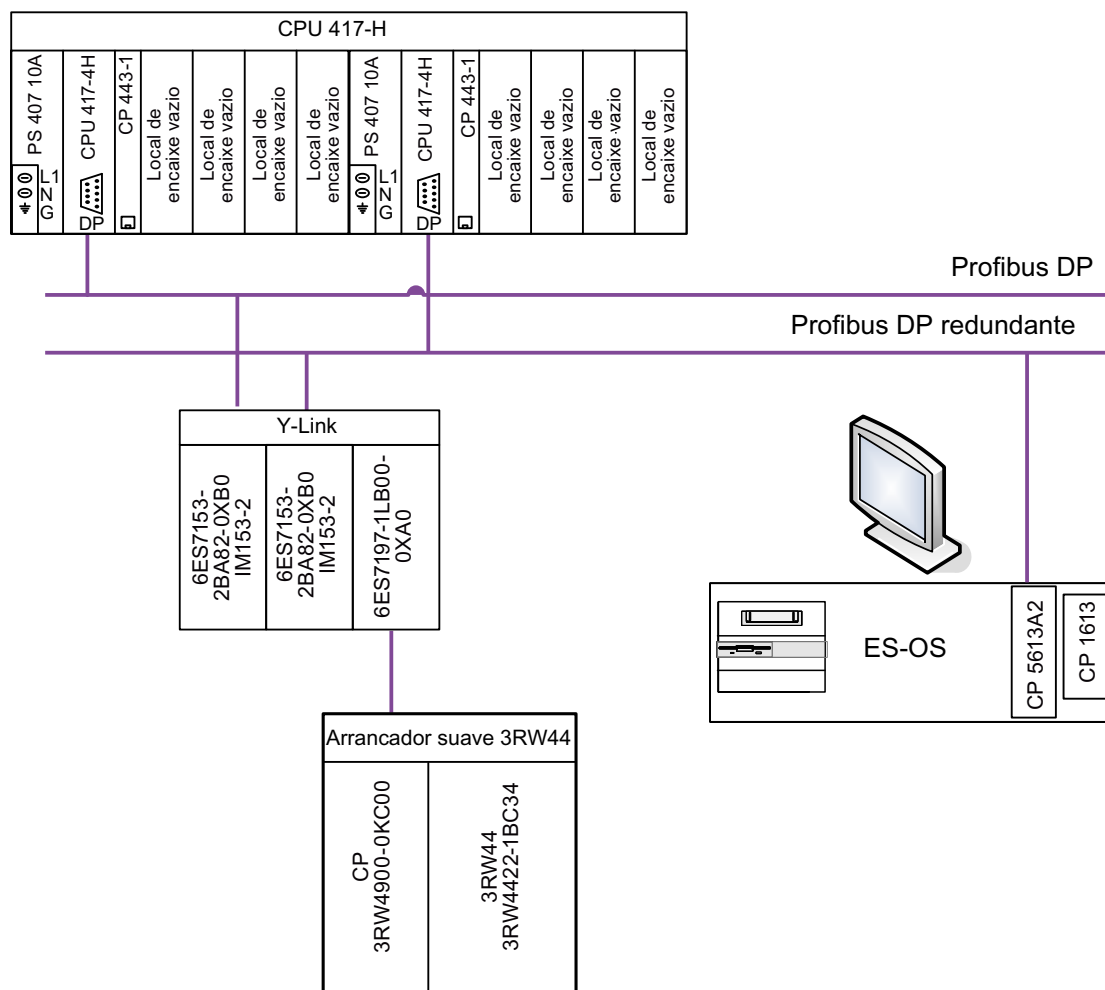 CPU 417-H
PS 407 10A
L1
N
G
CPU 417-4H
DP
CP 443-1
Local de
encaixe vazio
Local de
encaixe vazio
Local de
encaixe vazio
Local de
encaixe vazio
PS 407 10A
L1
N
G
CPU 417-4H
DP
CP 443-1
Local de
encaixe vazio
Local de
encaixe vazio
Local de
encaixe vazio
Local de
encaixe vazio
Profibus DP
Profibus DP redundante
Y-Link
6ES7153-
2BA82-0XB0
IM153-2
6ES7153-
2BA82-0XB0
IM153-2
6ES7197-1LB00-
0XA0
ES-OS
CP 5613A2
CP 1613
Arrancador suave 3RW44
CP
3RW4900-0KC00
3RW44
3RW4422-1BC34